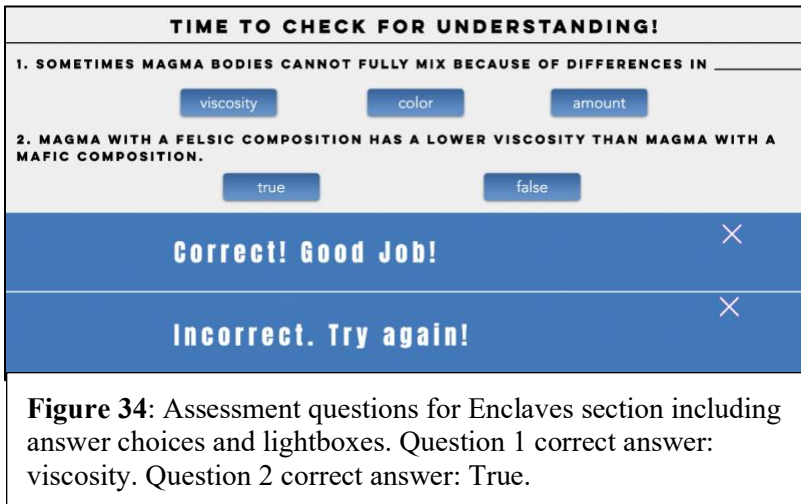 TIME TO CHECK FOR UNDERSTANDING!
1. SOMETIMES MAGMA BODIES CANNOT FULLY MIX BECAUSE OF DIFFERENCES IN __________
viscosity color amount
2. MAGMA WITH A FELSIC COMPOSITION HAS A LOWER VISCOSITY THAN MAGMA WITH A
MAFIC COMPOSITION.
true false
Correct! Good Job!
Incorrect. Try again!
Figure 34: Assessment questions for Enclaves section including
answer choices and lightboxes. Question 1 correct answer:
viscosity. Question 2 correct answer: True.